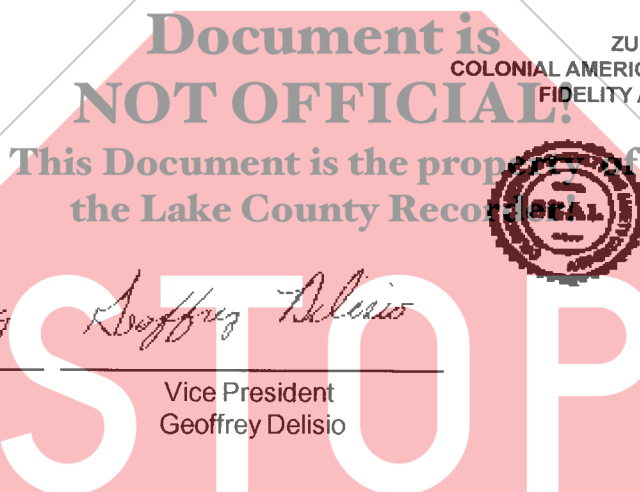 Document is
NOT OFFICIAL!
This Document is the property of
the Lake County Recorder!
ZU
COLONIAL AMERIC
FIDELITY A
SEAL
Geoffrey Delisio
Vice President
Geoffrey Delisio
STOP